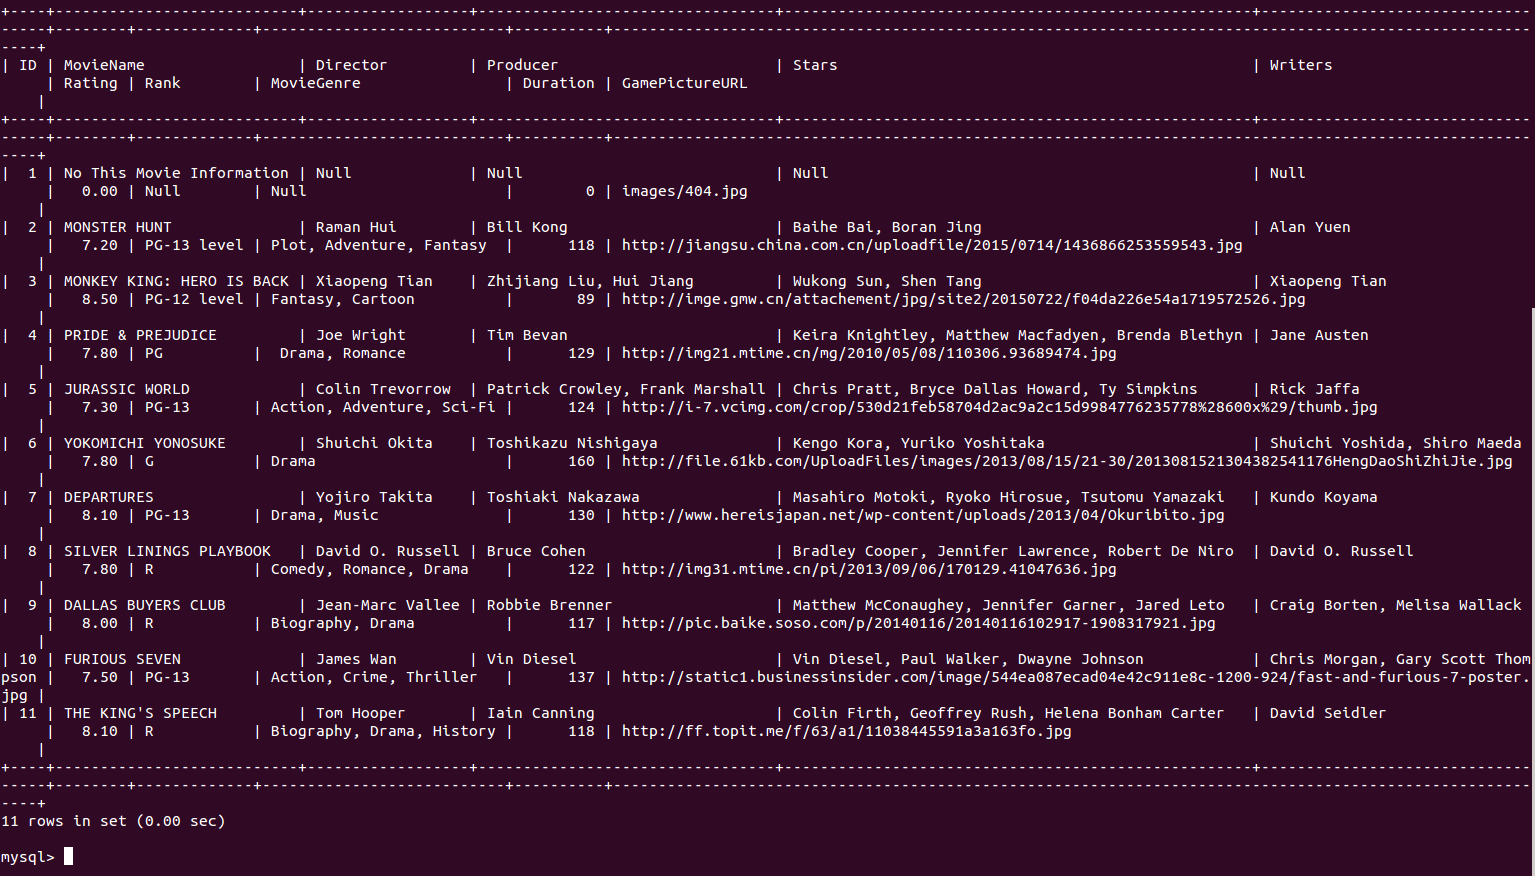 +----+---------------------------+------------------+---------------------------------+----------------------------------------------------+------------------------------
-----+--------+-------------+---------------------------+----------+------------------------------------------------------------------------------------------------------
----+
| ID | MovieName                 | Director         | Producer                        | Stars                                              | Writers
     | Rating | Rank        | MovieGenre                | Duration | GamePictureURL
    |
+----+---------------------------+------------------+---------------------------------+----------------------------------------------------+------------------------------
-----+--------+-------------+---------------------------+----------+------------------------------------------------------------------------------------------------------
----+
|  1 | No This Movie Information | Null             | Null                            | Null                                               | Null
     |   0.00 | Null        | Null                      |        0 | images/404.jpg
    |
|  2 | MONSTER HUNT              | Raman Hui        | Bill Kong                       | Baihe Bai, Boran Jing                              | Alan Yuen
     |   7.20 | PG-13 level | Plot, Adventure, Fantasy  |      118 | http://jiangsu.china.com.cn/uploadfile/2015/0714/1436866253559543.jpg
    |
|  3 | MONKEY KING: HERO IS BACK | Xiaopeng Tian    | Zhijiang Liu, Hui Jiang         | Wukong Sun, Shen Tang                              | Xiaopeng Tian
     |   8.50 | PG-12 level | Fantasy, Cartoon          |       89 | http://imge.gmw.cn/attachement/jpg/site2/20150722/f04da226e54a1719572526.jpg
    |
|  4 | PRIDE & PREJUDICE         | Joe Wright       | Tim Bevan                       | Keira Knightley, Matthew Macfadyen, Brenda Blethyn | Jane Austen
     |   7.80 | PG          |  Drama, Romance           |      129 | http://img21.mtime.cn/mg/2010/05/08/110306.93689474.jpg
    |
|  5 | JURASSIC WORLD            | Colin Trevorrow  | Patrick Crowley, Frank Marshall | Chris Pratt, Bryce Dallas Howard, Ty Simpkins      | Rick Jaffa
     |   7.30 | PG-13       | Action, Adventure, Sci-Fi |      124 | http://i-7.vcimg.com/crop/530d21feb58704d2ac9a2c15d9984776235778%28600x%29/thumb.jpg
    |
|  6 | YOKOMICHI YONOSUKE        | Shuichi Okita    | Toshikazu Nishigaya             | Kengo Kora, Yuriko Yoshitaka                       | Shuichi Yoshida, Shiro Maeda
     |   7.80 | G           | Drama                     |      160 | http://file.61kb.com/UploadFiles/images/2013/08/15/21-30/2013081521304382541176HengDaoShiZhiJie.jpg
    |
|  7 | DEPARTURES                | Yojiro Takita    | Toshiaki Nakazawa               | Masahiro Motoki, Ryoko Hirosue, Tsutomu Yamazaki   | Kundo Koyama
     |   8.10 | PG-13       | Drama, Music              |      130 | http://www.hereisjapan.net/wp-content/uploads/2013/04/Okuribito.jpg
    |
|  8 | SILVER LININGS PLAYBOOK   | David O. Russell | Bruce Cohen                     | Bradley Cooper, Jennifer Lawrence, Robert De Niro  | David O. Russell
     |   7.80 | R           | Comedy, Romance, Drama    |      122 | http://img31.mtime.cn/pi/2013/09/06/170129.41047636.jpg
    |
|  9 | DALLAS BUYERS CLUB        | Jean-Marc Vallee | Robbie Brenner                  | Matthew McConaughey, Jennifer Garner, Jared Leto   | Craig Borten, Melisa Wallack
     |   8.00 | R           | Biography, Drama          |      117 | http://pic.baike.soso.com/p/20140116/20140116102917-1908317921.jpg
    |
| 10 | FURIOUS SEVEN             | James Wan        | Vin Diesel                      | Vin Diesel, Paul Walker, Dwayne Johnson            | Chris Morgan, Gary Scott Thom
pson |   7.50 | PG-13       | Action, Crime, Thriller   |      137 | http://static1.businessinsider.com/image/544ea087ecad04e42c911e8c-1200-924/fast-and-furious-7-poster.
jpg |
| 11 | THE KING'S SPEECH         | Tom Hooper       | Iain Canning                    | Colin Firth, Geoffrey Rush, Helena Bonham Carter   | David Seidler
     |   8.10 | R           | Biography, Drama, History |      118 | http://ff.topit.me/f/63/a1/11038445591a3a163fo.jpg
    |
+----+---------------------------+------------------+---------------------------------+----------------------------------------------------+------------------------------
-----+--------+-------------+---------------------------+----------+------------------------------------------------------------------------------------------------------
----+
11 rows in set (0.00 sec)
mysql>